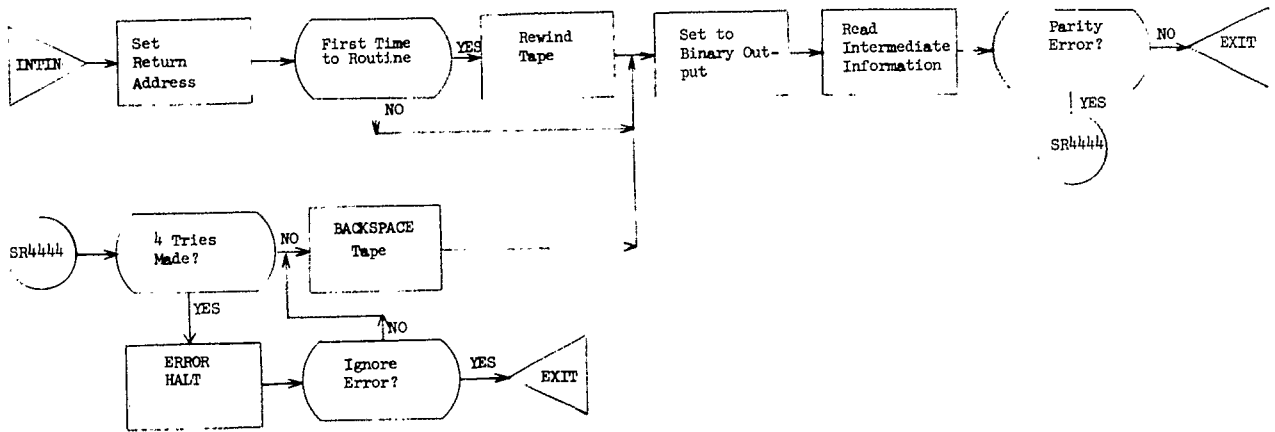 INTIN
Set
Return
Address
First Time
to Routine
YES
NO
Rewind
Tape
Set to
Binary Out-
put
Read
Intermediate
Information
Parity
Error?
NO
EXIT
YES
SR4444
SR4444
4 Tries
Made?
NO
YES
BACKSPACE
Tape
ERROR
HALT
Ignore
Error?
NO
YES
EXIT